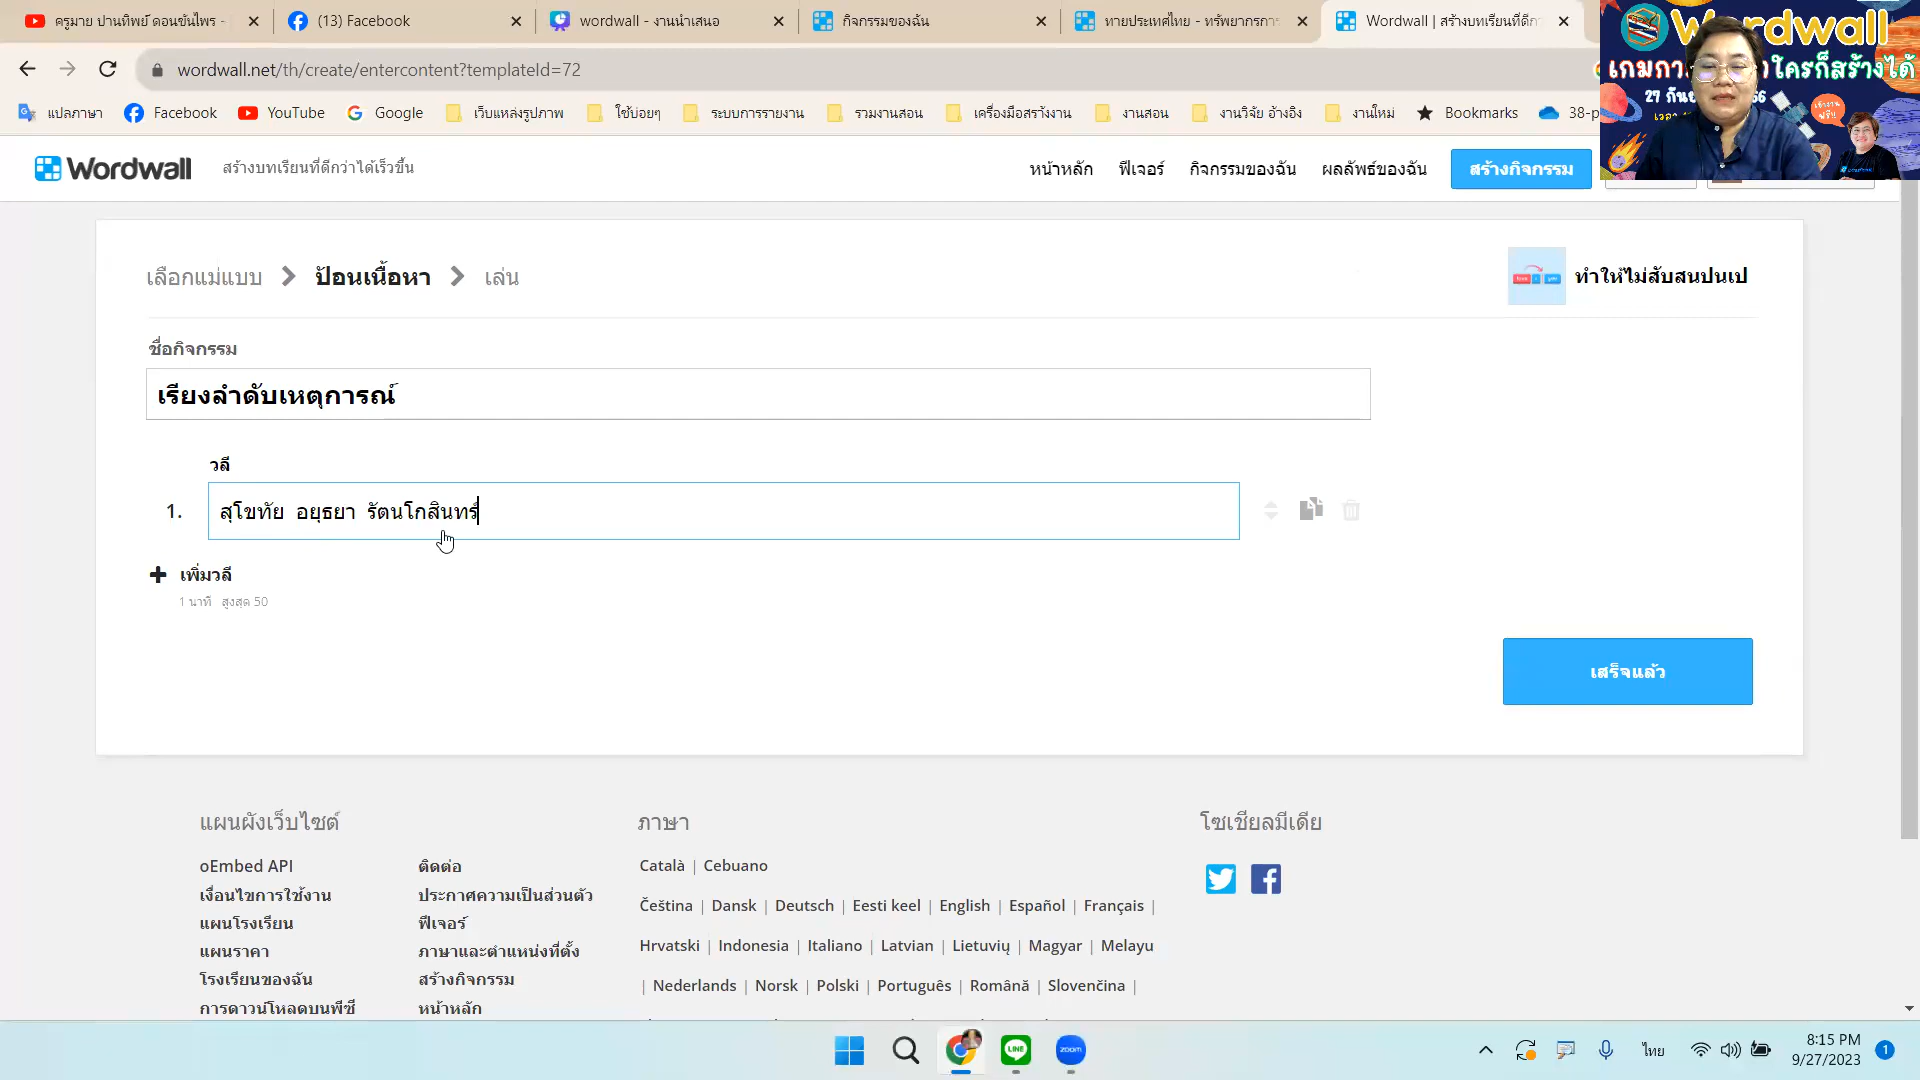 ครูมาย ปานทิพย์ ดอนขันไพร -
(13) Facebook
wordwall - งานนำเสนอ
กิจกรรมของฉัน
ทายประเทศไทย - ทรัพยากรกา
Wordwall | สร้างบทเรียนที่ดีกว
wordwall.net/th/create/entercontent?templateId=72
แปลภาษา
Facebook
YouTube
Google
เว็บแหล่งรูปภาพ
ใช้บ่อยๆ
ระบบการรายงาน
รวมงานสอน
เครื่องมือสรา้งงาน
งานสอน
งานวิจัย อ้างอิง
งานใหม่
Bookmarks
38-p
Wordwall
สร้างบทเรียนที่ดีกว่าได้เร็วขึ้น
หน้าหลัก
ฟีเจอร์
กิจกรรมของฉัน
ผลลัพธ์ของฉัน
สร้างกิจกรรม
เลือกแม่แบบ
ป้อนเนื้อหา
เล่น
ทำให้ไม่สับสนปนเป
ชื่อกิจกรรม
เรียงลำดับเหตุการณ์
วลี
1. สุโขทัย อยุธยา รัตนโกสินทร์
เพิ่มวลี
1 นาที สูงสุด 50
เสร็จแล้ว
แผนผังเว็บไซต์
oEmbed API
เงื่อนไขการใช้งาน
แผนโรงเรียน
แผนราคา
โรงเรียนของฉัน
การดาวน์โหลดบนพีซี
ติดต่อ
ประกาศความเป็นส่วนตัว
ฟีเจอร์
ภาษาและตำแหน่งที่ตั้ง
สร้างกิจกรรม
หน้าหลัก
ภาษา
Català | Cebuano
Čeština | Dansk | Deutsch | Eesti keel | English | Español | Français |
Hrvatski | Indonesia | Italiano | Latvian | Lietuvių | Magyar | Melayu
| Nederlands | Norsk | Polski | Português | Română | Slovenčina |
โซเชียลมีเดีย
LINE
zoom
ไทย
8:15 PM
9/27/2023
1